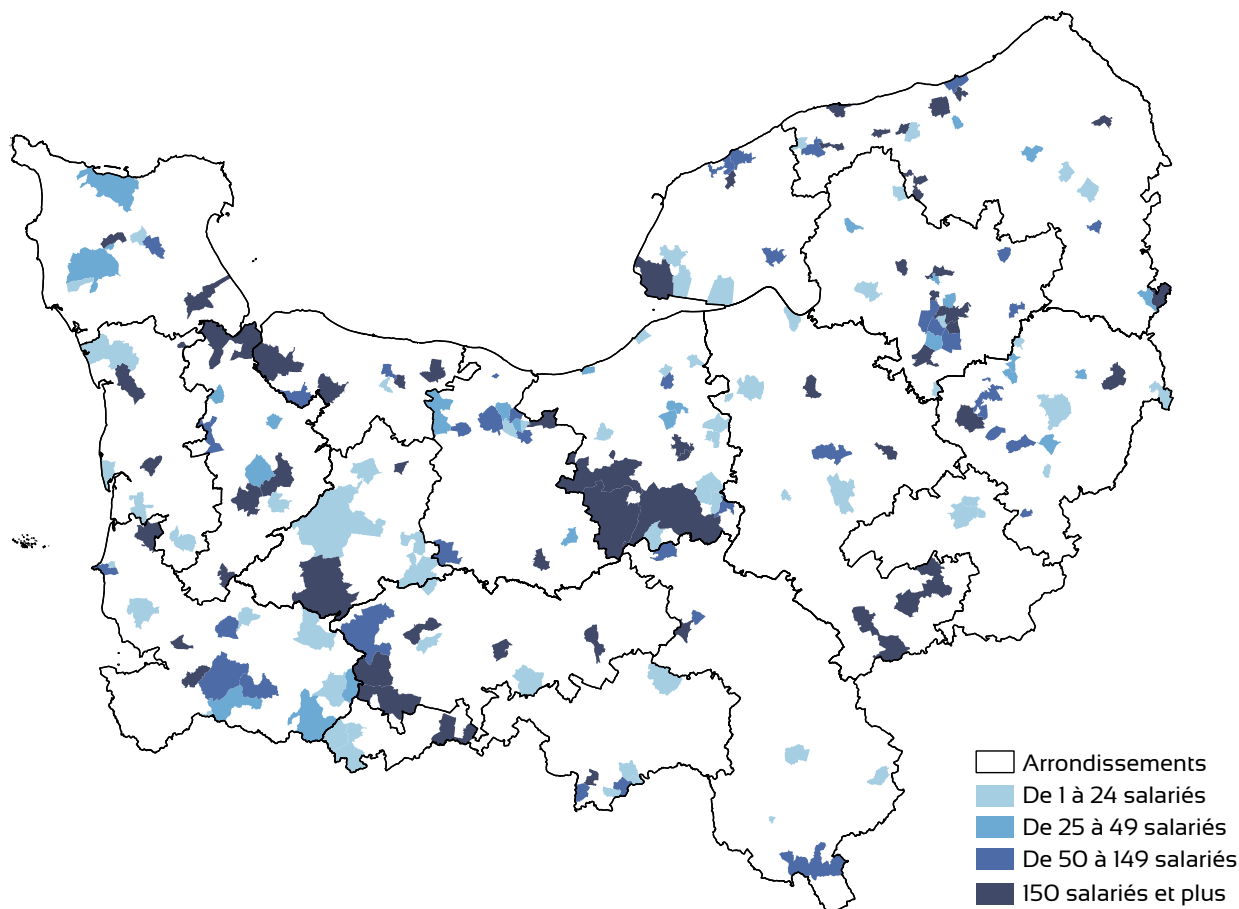 Arrondissements
De 1 à 24 salariés
De 25 à 49 salariés
De 50 à 149 salariés
150 salariés et plus